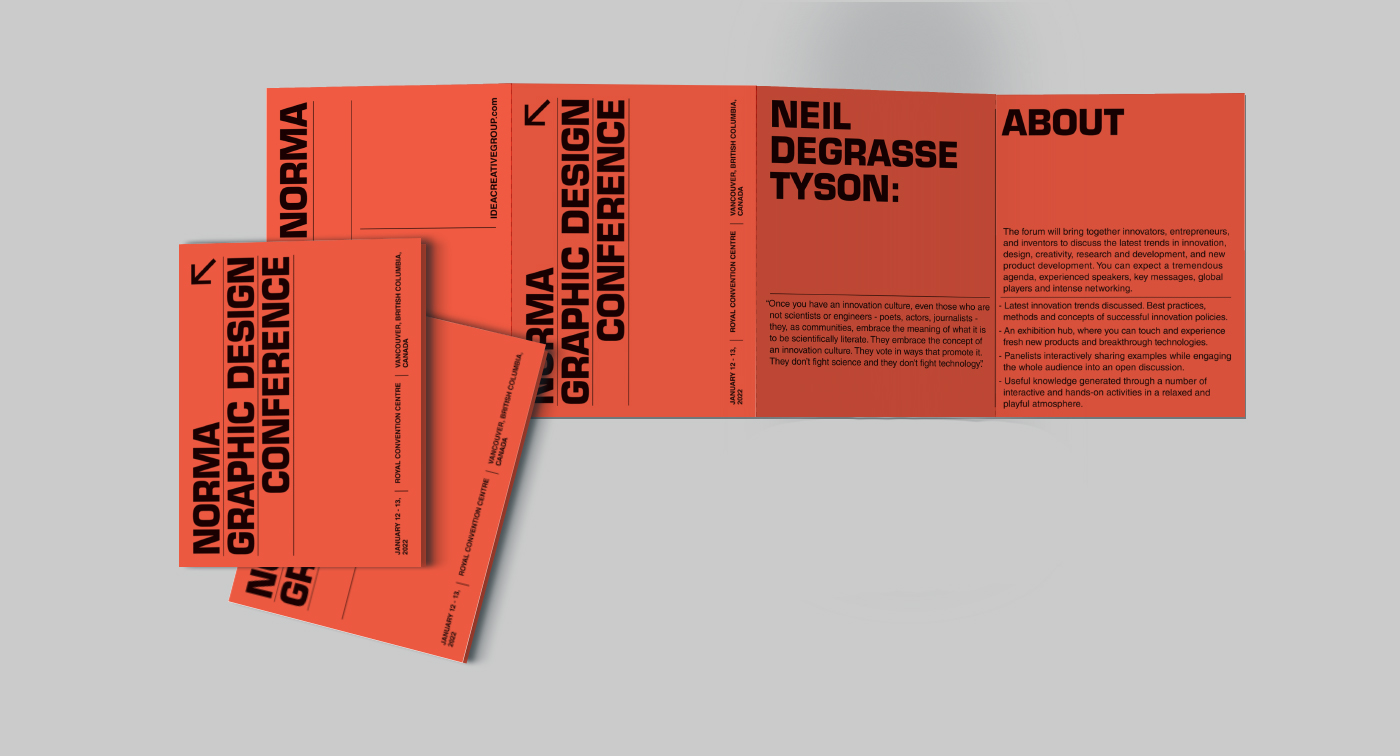 NORMA
IDEACREATIVEGROUP.com
NORMA
GRAPHIC DESIGN
CONFERENCE
JANUARY 12 - 13,
2022
ROYAL CONVENTION CENTRE
VANCOUVER, BRITISH COLUMBIA,
CANADA
NEIL
DEGRASSE
TYSON:
"Once you have an innovation culture, even those who are
not scientists or engineers - poets, actors, journalists -
they, as communities, embrace the meaning of what it is
to be scientifically literate. They embrace the concept of
an innovation culture. They vote in ways that promote it.
They don't fight science and they don't fight technology."
ABOUT
The forum will bring together innovators, entrepreneurs,
and inventors to discuss the latest trends in innovation,
design, creativity, research and development, and new
product development. You can expect a tremendous
agenda, experienced speakers, key messages, global
players and intense networking.
- Latest innovation trends discussed. Best practices,
methods and concepts of successful innovation policies.
- An exhibition hub, where you can touch and experience
fresh new products and breakthrough technologies.
- Panelists interactively sharing examples while engaging
the whole audience into an open discussion.
- Useful knowledge generated through a number of
interactive and hands-on activities in a relaxed and
playful atmosphere.
NORMA
GRAPHIC DESIGN
CONFERENCE
JANUARY 12 - 13,
2022
ROYAL CONVENTION CENTRE
VANCOUVER, BRITISH COLUMBIA,
CANADA
NO
GR
JANUARY 12 - 13,
2022
ROYAL CONVENTION CENTRE
VANCOUVER, BRITISH COLUMBIA,
CANADA